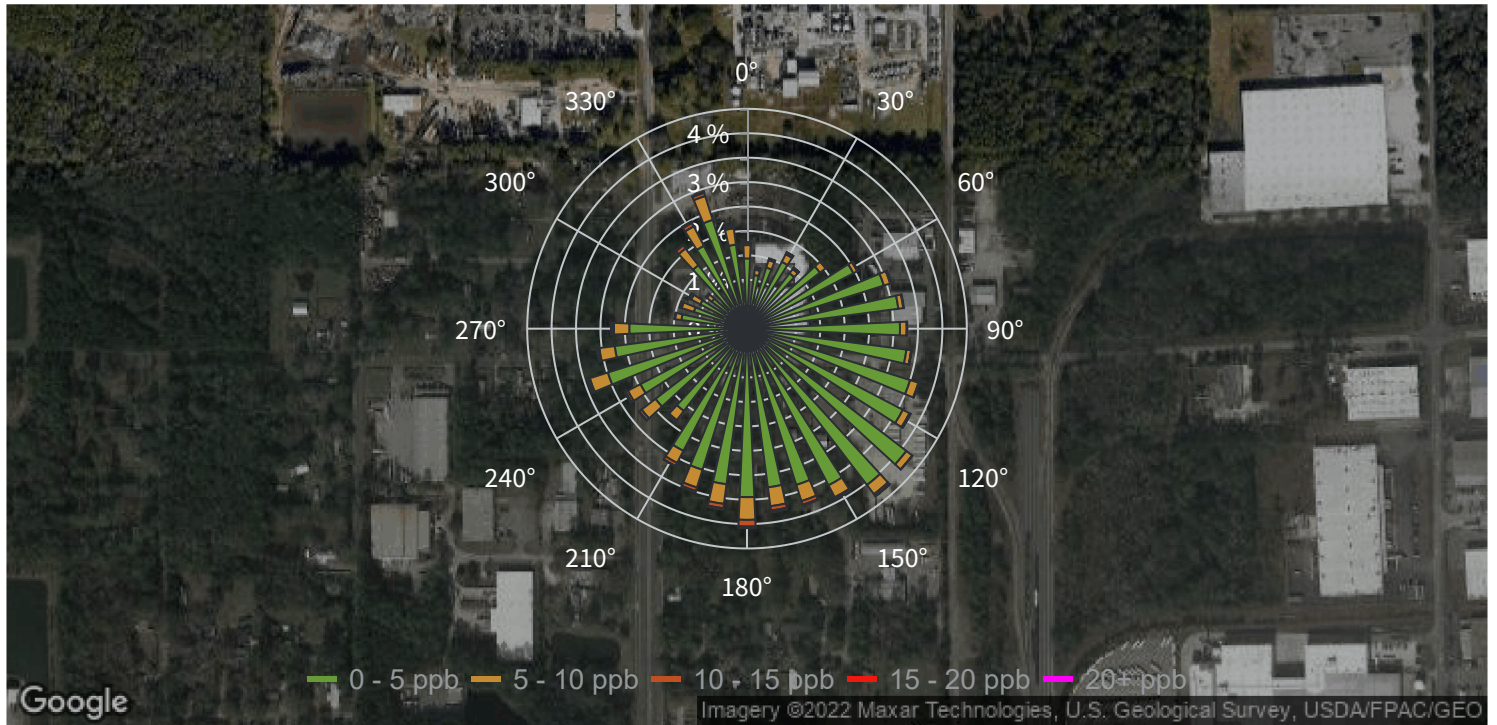 0°
330° 30°
4 %
300° 3 % 60°
270° 90°
240° 120°
210° 150°
180°
0 - 5 ppb 5 - 10 ppb 10 - 15 ppb 15 - 20 ppb 20+ ppb
Google
Imagery ©2022 Maxar Technologies, U.S. Geological Survey, USDA/FPAC/GEO